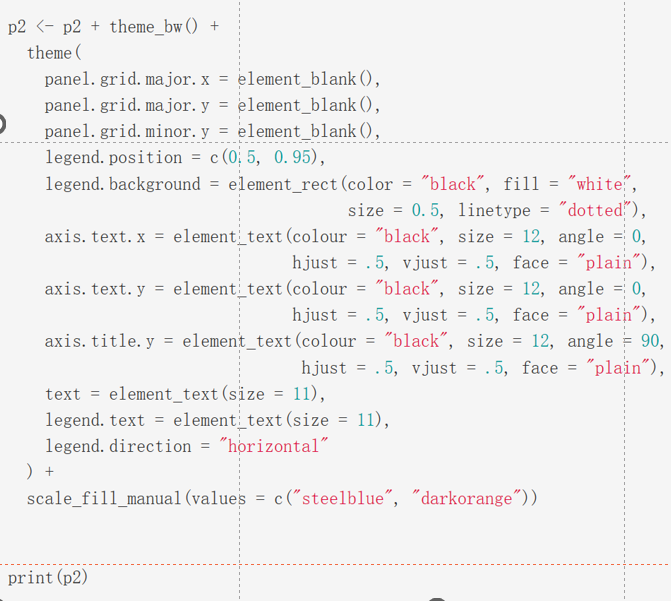 p2 <- p2 + theme_bw() +
  theme(
    panel.grid.major.x = element_blank(),
    panel.grid.major.y = element_blank(),
    panel.grid.minor.y = element_blank(),
    legend.position = c(0.5, 0.95),
    legend.background = element_rect(color = "black", fill = "white",
                                     size = 0.5, linetype = "dotted"),
    axis.text.x = element_text(colour = "black", size = 12, angle = 0,
                               hjust = .5, vjust = .5, face = "plain"),
    axis.text.y = element_text(colour = "black", size = 12, angle = 0,
                               hjust = .5, vjust = .5, face = "plain"),
    axis.title.y = element_text(colour = "black", size = 12, angle = 90,
                                hjust = .5, vjust = .5, face = "plain"),
    text = element_text(size = 11),
    legend.text = element_text(size = 11),
    legend.direction = "horizontal"
  ) +
  scale_fill_manual(values = c("steelblue", "darkorange"))
print(p2)